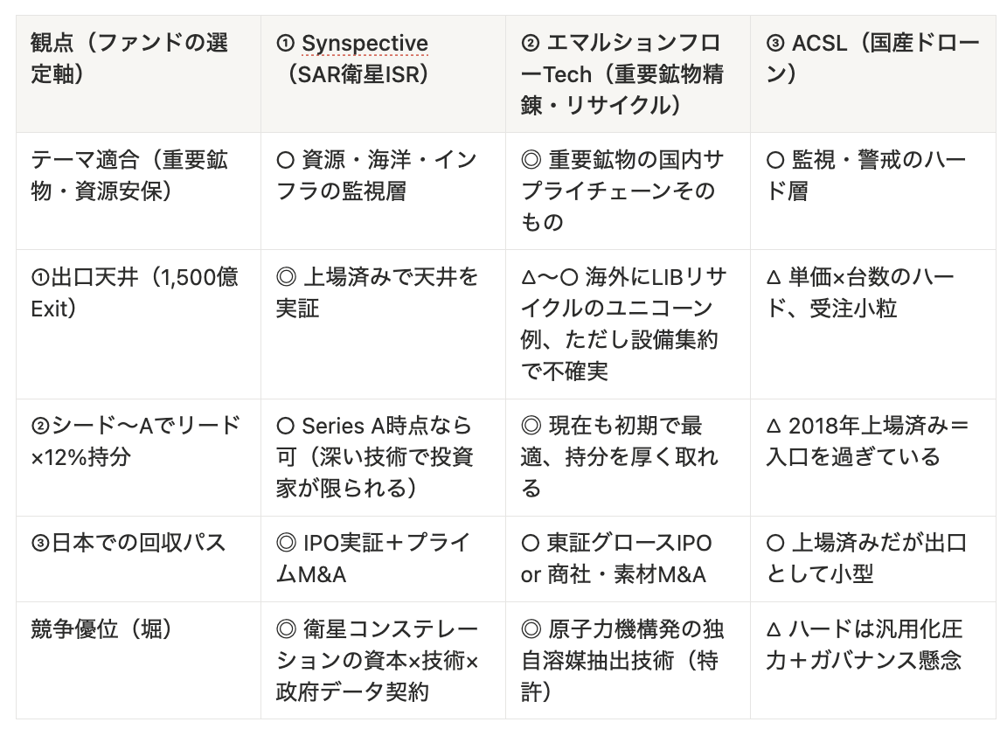 観点（ファンドの選
定軸）
① Synspective
（SAR衛星ISR）
② エマルションフロ
ーTech（重要鉱物精
錬・リサイクル）
③ ACSL（国産ドロー
ン）
テーマ適合（重要鉱
物・資源安保）
○ 資源・海洋・イン
フラの監視層
◎ 重要鉱物の国内サ
プライチェーンその
もの
○ 監視・警戒のハー
ド層
①出口天井（1,500億
Exit）
◎ 上場済みで天井を
実証
△〜○ 海外にLIBリサ
イクルのユニコーン
例、ただし設備集約
で不確実
△ 単価×台数のハー
ド、受注小粒
②シード〜Aでリード
×12%持分
○ Series A時点なら
可（深い技術で投資
家が限られる）
◎ 現在も初期で最
適、持分を厚く取れ
る
△ 2018年上場済み＝
入口を過ぎている
③日本での回収パス
◎ IPO実証＋プライ
ムM&A
○ 東証グロースIPO
or 商社・素材M&A
○ 上場済みだが出口
として小型
競争優位（堀）
◎ 衛星コンステレー
ションの資本×技術×
政府データ契約
◎ 原子力機構発の独
自溶媒抽出技術（特
許）
△ ハードは汎用化圧
力＋ガバナンス懸念